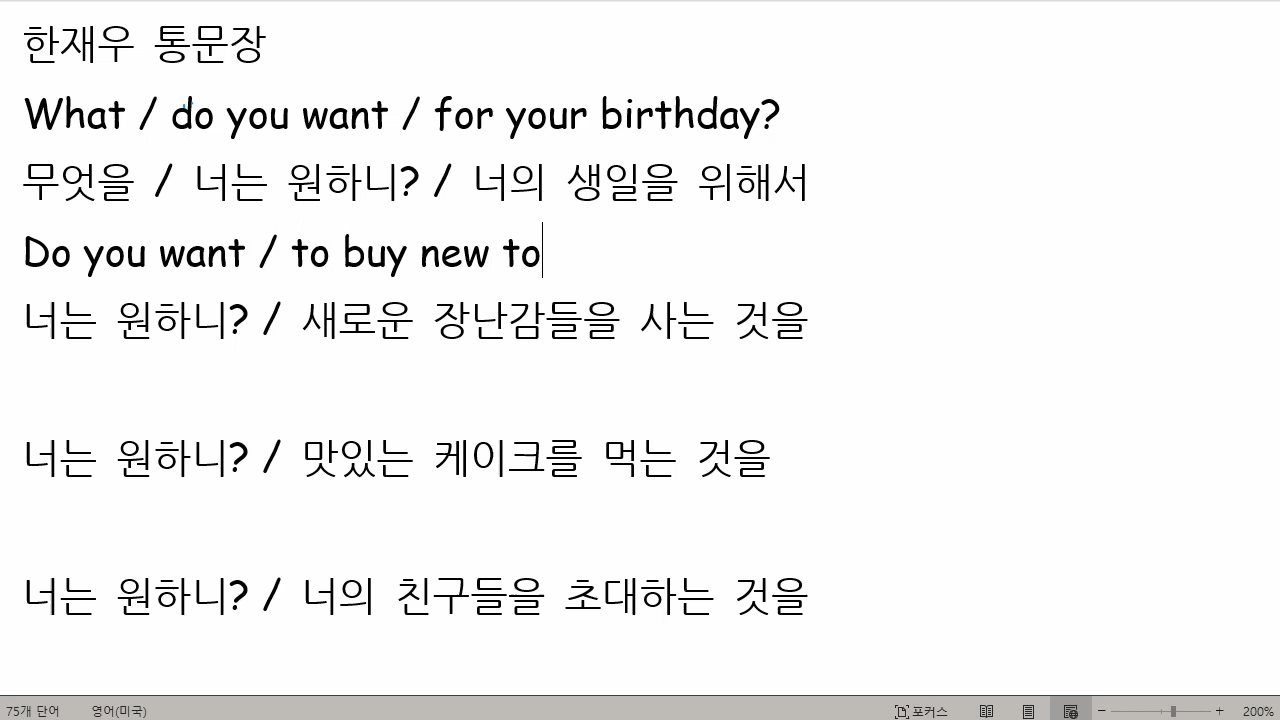 한재우 통문장
What / do you want / for your birthday?
무엇을 / 너는 원하니? / 너의 생일을 위해서
Do you want / to buy new to
너는 원하니? / 새로운 장난감들을 사는 것을
너는 원하니? / 맛있는 케이크를 먹는 것을
너는 원하니? / 너의 친구들을 초대하는 것을
75개 단어 영어(미국) 포커스 200%